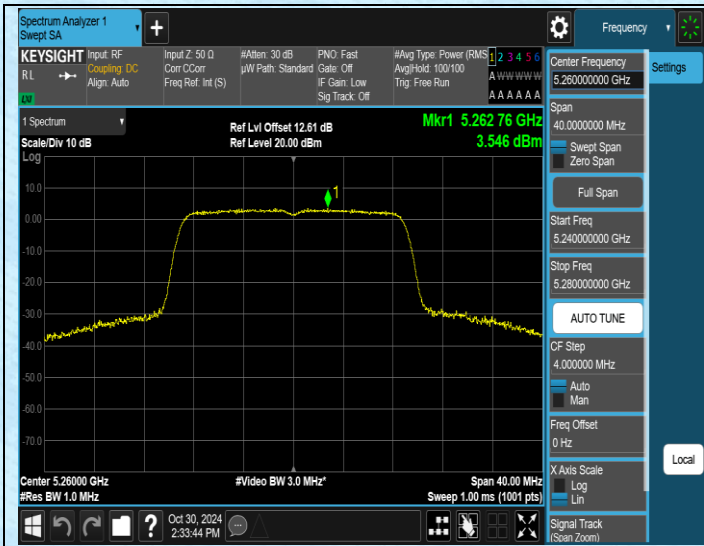 Spectrum Analyzer 1
Swept SA
+
Frequency
KEYSIGHT
RL
LXI
Input: RF
Coupling: DC
Align: Auto
Input Z: 50 Ω
Corr CCorr
Freq Ref: Int (S)
#Atten: 30 dB
µW Path: Standard
PNO: Fast
Gate: Off
IF Gain: Low
Sig Track: Off
#Avg Type: Power (RMS
Avg|Hold: 100/100
Trig: Free Run
1 2 3 4 5 6
A W W W W W
A A A A A A
1 Spectrum
Scale/Div 10 dB
Ref Lvl Offset 12.61 dB
Ref Level 20.00 dBm
Mkr1 5.262 76 GHz
3.546 dBm
Log
10.0
0.00
-10.0
-20.0
-30.0
-40.0
-50.0
-60.0
-70.0
1
Center 5.26000 GHz
#Res BW 1.0 MHz
#Video BW 3.0 MHz*
Span 40.00 MHz
Sweep 1.00 ms (1001 pts)
?
Oct 30, 2024
2:33:44 PM
Center Frequency
5.260000000 GHz
Span
40.0000000 MHz
Swept Span
Zero Span
Full Span
Start Freq
5.240000000 GHz
Stop Freq
5.280000000 GHz
AUTO TUNE
CF Step
4.000000 MHz
Auto
Man
Freq Offset
0 Hz
X Axis Scale
Log
Lin
Signal Track
(Span Zoom)
Settings
Local